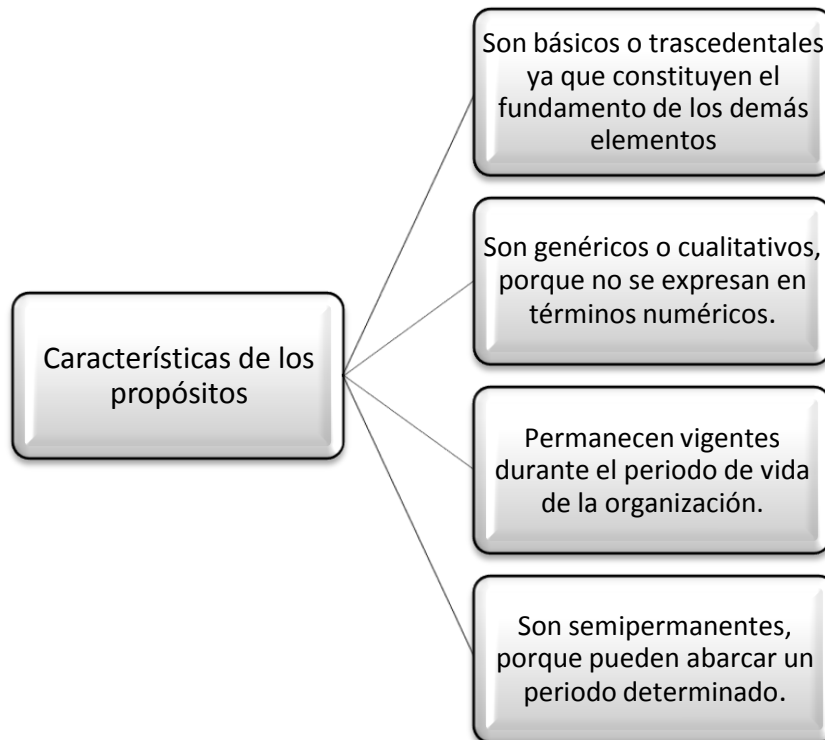 Son básicos o trascedentales
ya que constituyen el
fundamento de los demás
elementos
Son genéricos o cualitativos,
porque no se expresan en
términos numéricos.
Características de los
propósitos
Permanecen vigentes
durante el periodo de vida
de la organización.
Son semipermanentes,
porque pueden abarcar un
periodo determinado.